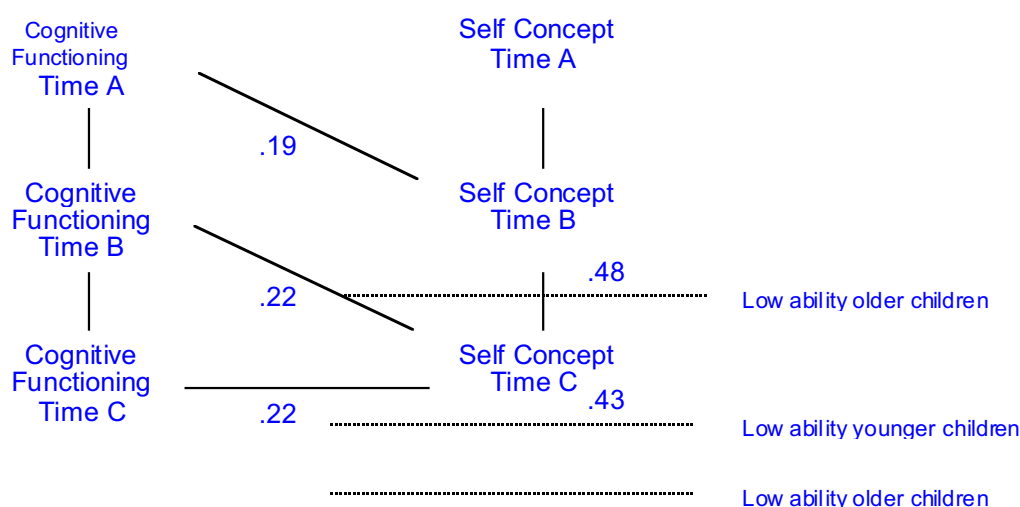 Cognitive
Functioning
Time A
Self Concept
Time A
.19
Cognitive
Functioning
Time B
Self Concept
Time B
.22
.48
Low ability older children
Cognitive
Functioning
Time C
Self Concept
Time C
.22
.43
Low ability younger children
Low ability older children